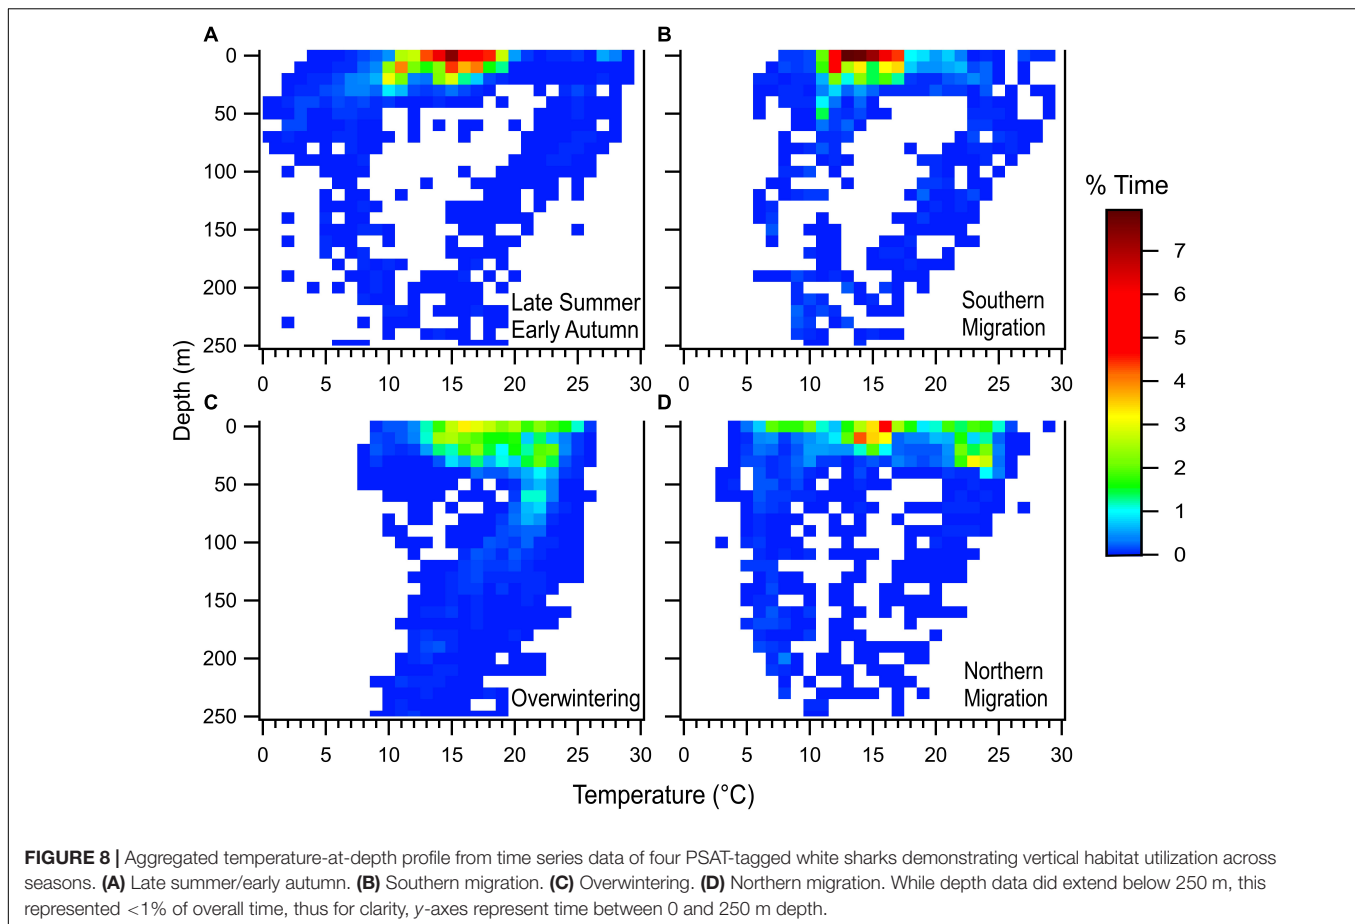 A
B
0
50
100
150
200
250
Late Summer
Early Autumn
Southern
Migration
0 5 10 15 20 25 30
0 5 10 15 20 25 30
% Time
7
6
5
4
3
2
1
0
Depth (m)
C
D
0
50
100
150
200
250
Overwintering
Northern
Migration
0 5 10 15 20 25 30
0 5 10 15 20 25 30
Temperature (°C)
FIGURE 8 | Aggregated temperature-at-depth profile from time series data of four PSAT-tagged white sharks demonstrating vertical habitat utilization across
seasons. (A) Late summer/early autumn. (B) Southern migration. (C) Overwintering. (D) Northern migration. While depth data did extend below 250 m, this
represented <1% of overall time, thus for clarity, y-axes represent time between 0 and 250 m depth.